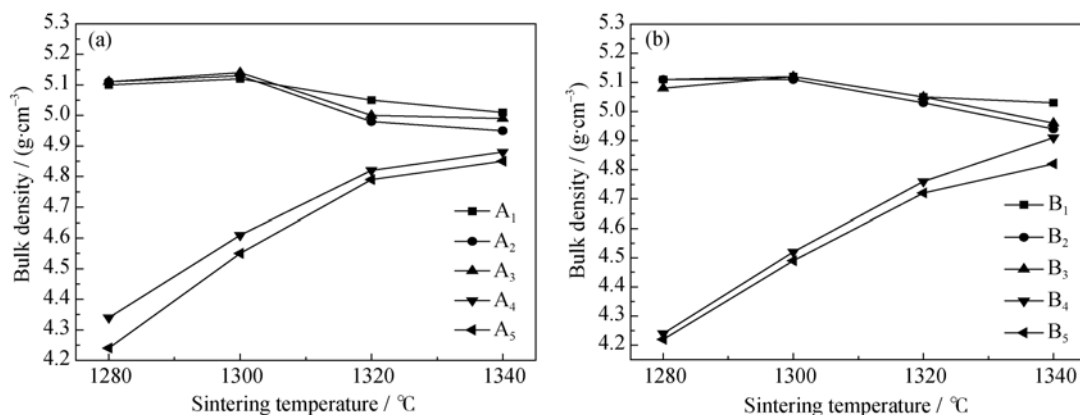 (a)
Bulk density / (g·cm⁻³)
5.3
5.2
5.1
5.0
4.9
4.8
4.7
4.6
4.5
4.4
4.3
4.2
A₁
A₂
A₃
A₄
A₅
1280 1300 1320 1340
Sintering temperature / ℃
(b)
Bulk density / (g·cm⁻³)
5.3
5.2
5.1
5.0
4.9
4.8
4.7
4.6
4.5
4.4
4.3
4.2
B₁
B₂
B₃
B₄
B₅
1280 1300 1320 1340
Sintering temperature / ℃